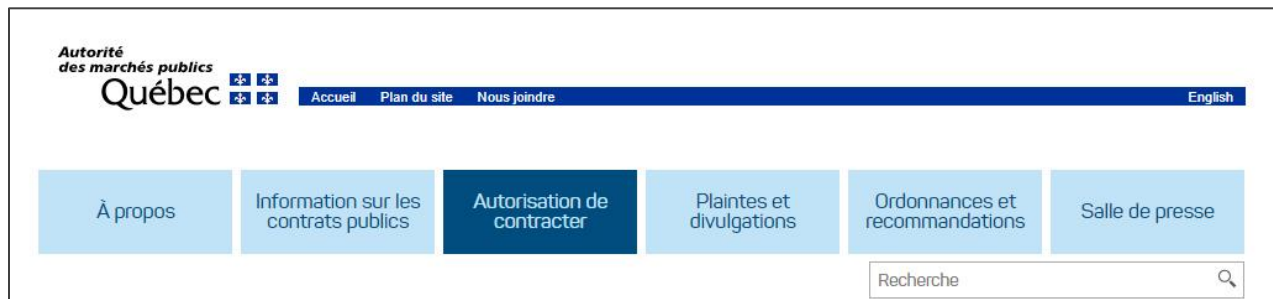 Autorité
des marchés publics
Québec
Accueil Plan du site Nous joindre English
À propos
Information sur les
contrats publics
Autorisation de
contracter
Plaintes et
divulgations
Ordonnances et
recommandations
Salle de presse
Recherche